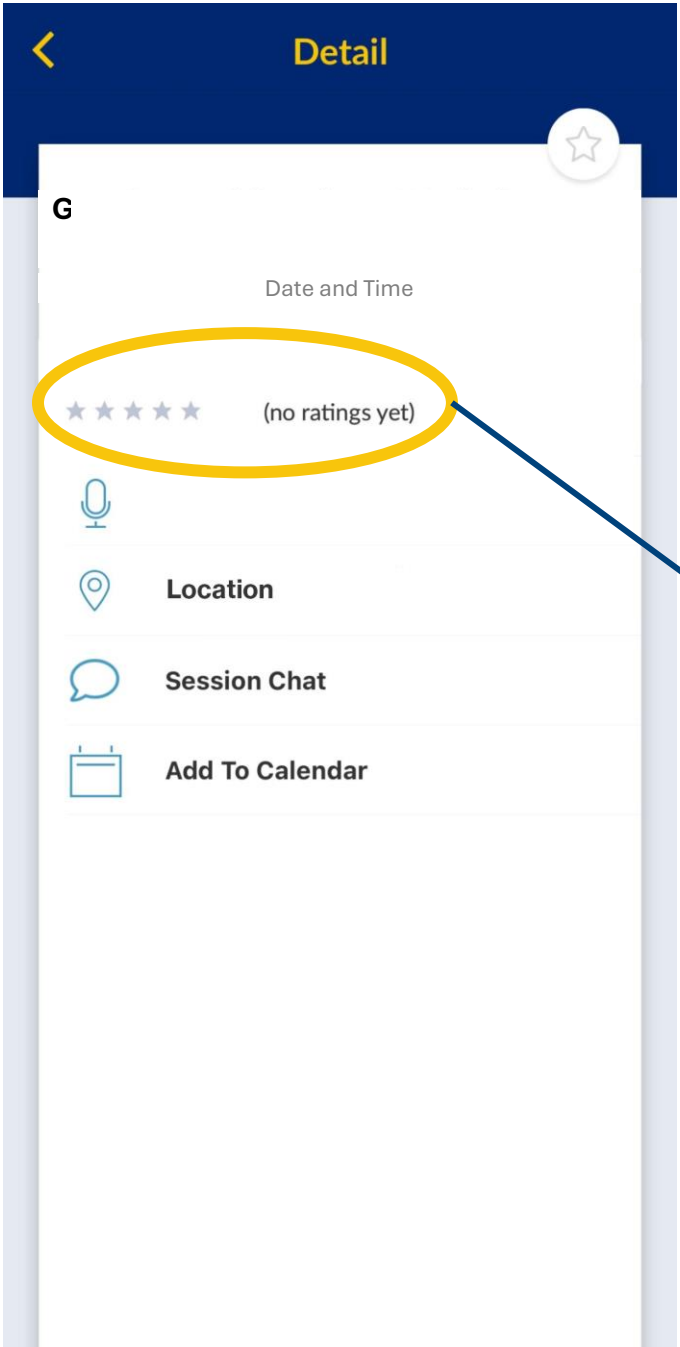 Detail
G
Date and Time
(no ratings yet)
Location
Session Chat
Add To Calendar